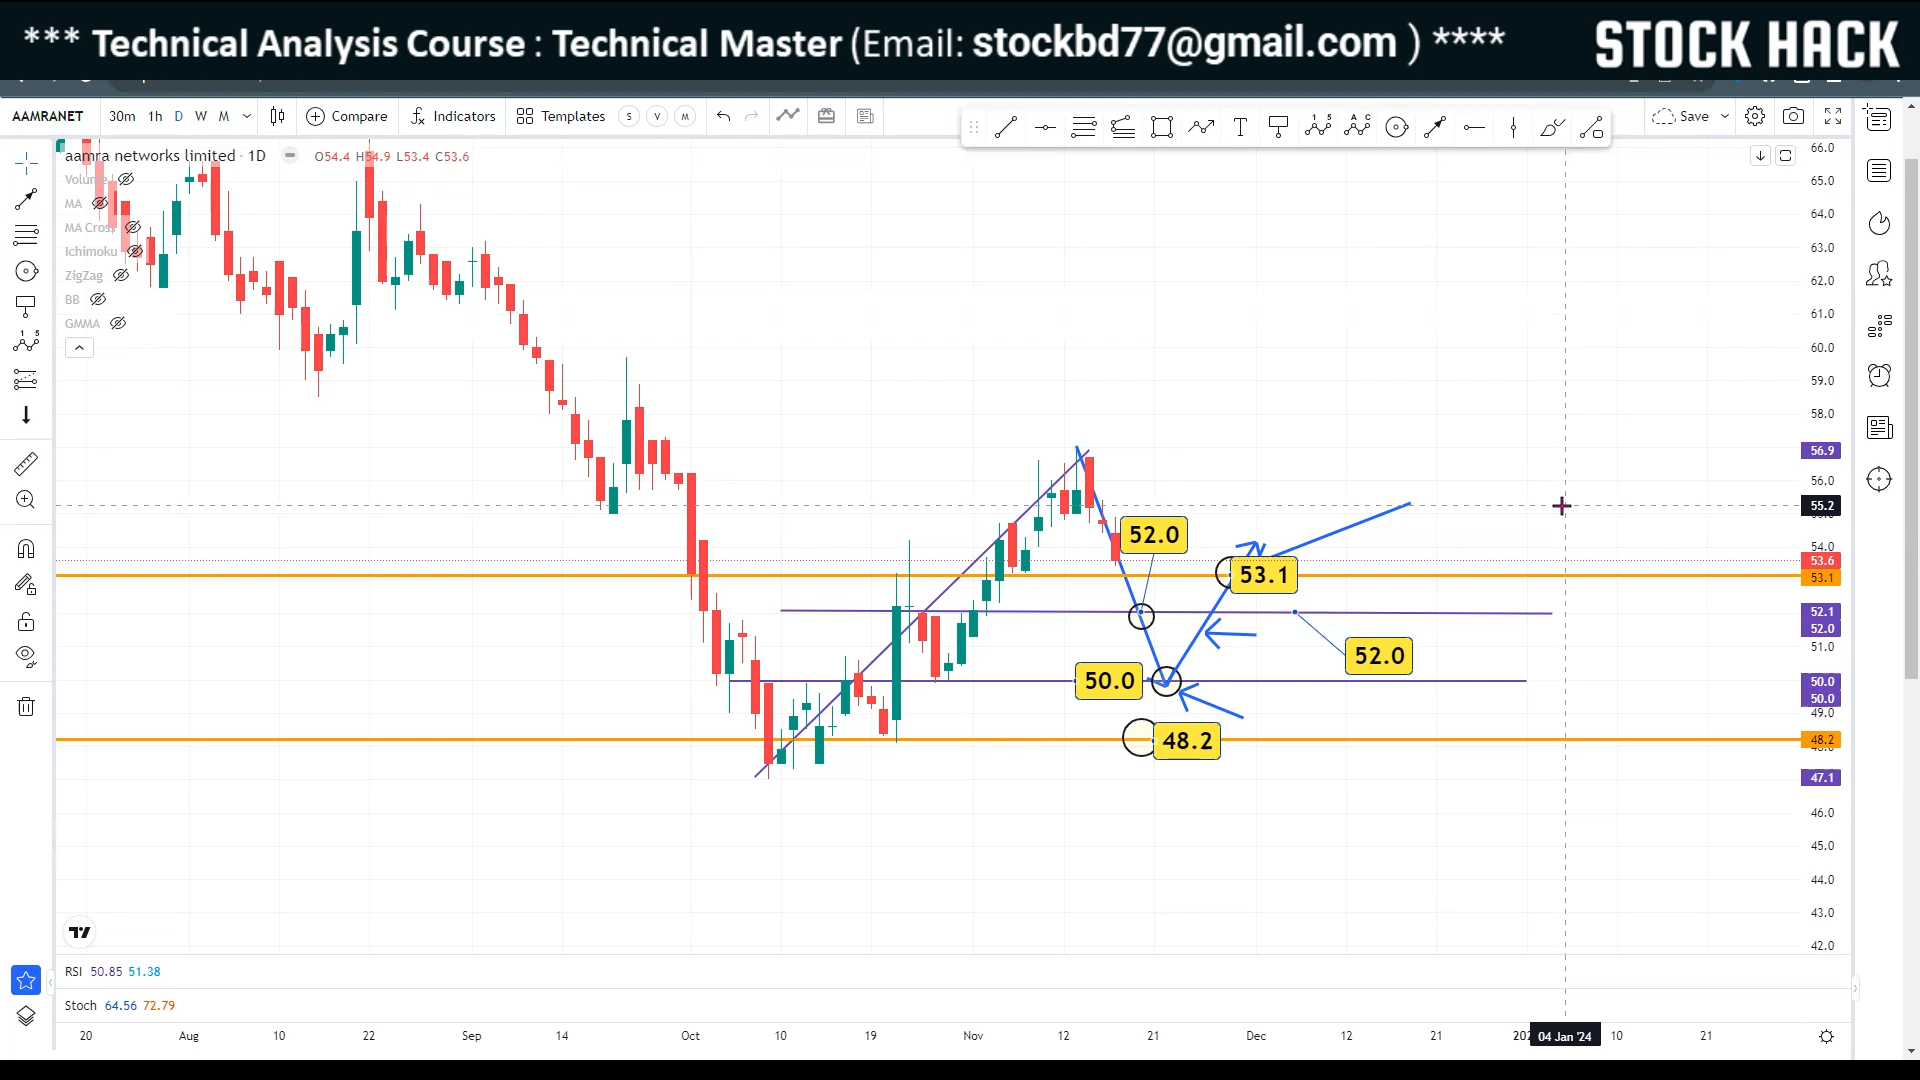 *** Technical Analysis Course : Technical Master (Email: stockbd77@gmail.com ) ****
STOCK HACK
AAMRANET 30m 1h D W M Compare Indicators Templates S V M Save
aamra networks limited · 1D O54.4 H54.9 L53.4 C53.6
Volume
MA
MA Cross
Ichimoku
ZigZag
BB
GMMA
66.0
65.0
64.0
63.0
62.0
61.0
60.0
59.0
58.0
56.9
56.0
55.2
54.0
53.6
53.1
52.1
52.0
51.0
50.0
50.0
49.0
48.2
47.1
46.0
45.0
44.0
43.0
42.0
52.0
53.1
52.0
50.0
48.2
RSI 50.85 51.38
Stoch 64.56 72.79
20 Aug 10 22 Sep 14 Oct 10 19 Nov 12 21 Dec 12 21 04 Jan '24 10 21